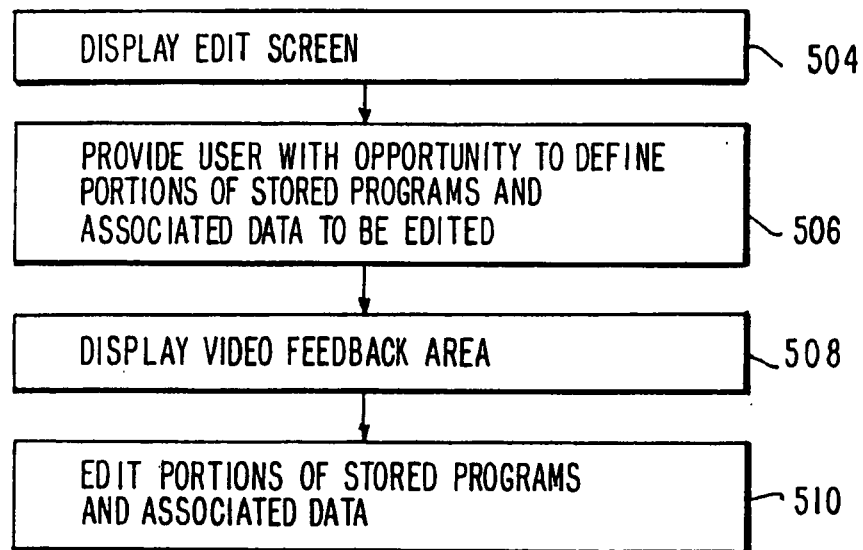 DISPLAY EDIT SCREEN
504
PROVIDE USER WITH OPPORTUNITY TO DEFINE
PORTIONS OF STORED PROGRAMS AND
ASSOCIATED DATA TO BE EDITED
506
DISPLAY VIDEO FEEDBACK AREA
508
EDIT PORTIONS OF STORED PROGRAMS
AND ASSOCIATED DATA
510